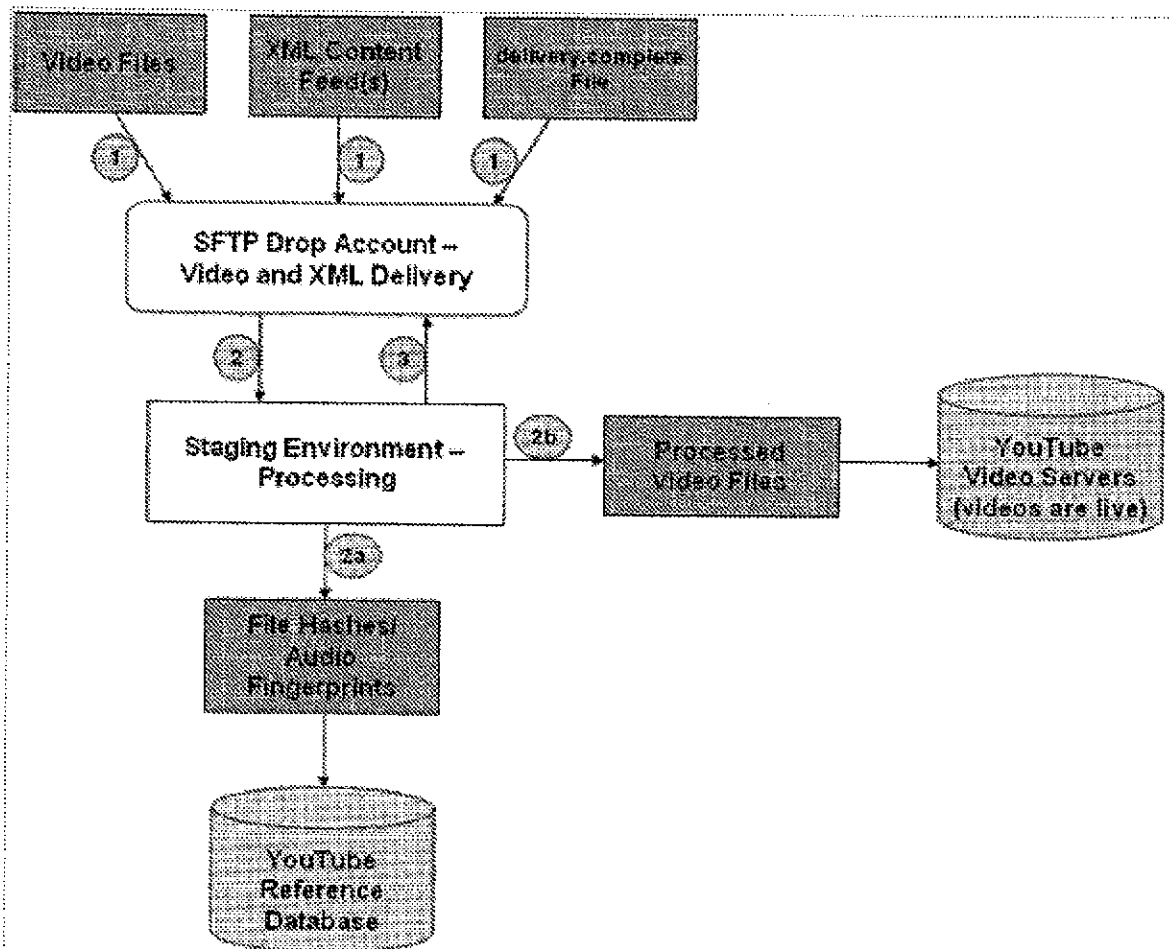 Video Files
XML Content
Feed(s)
delivery.complete
File
1
1
1
SFTP Drop Account –
Video and XML Delivery
2
3
Staging Environment –
Processing
2b
Processed
Video Files
YouTube
Video Servers
(videos are live)
2a
File Hashes/
Audio
Fingerprints
YouTube
Reference
Database